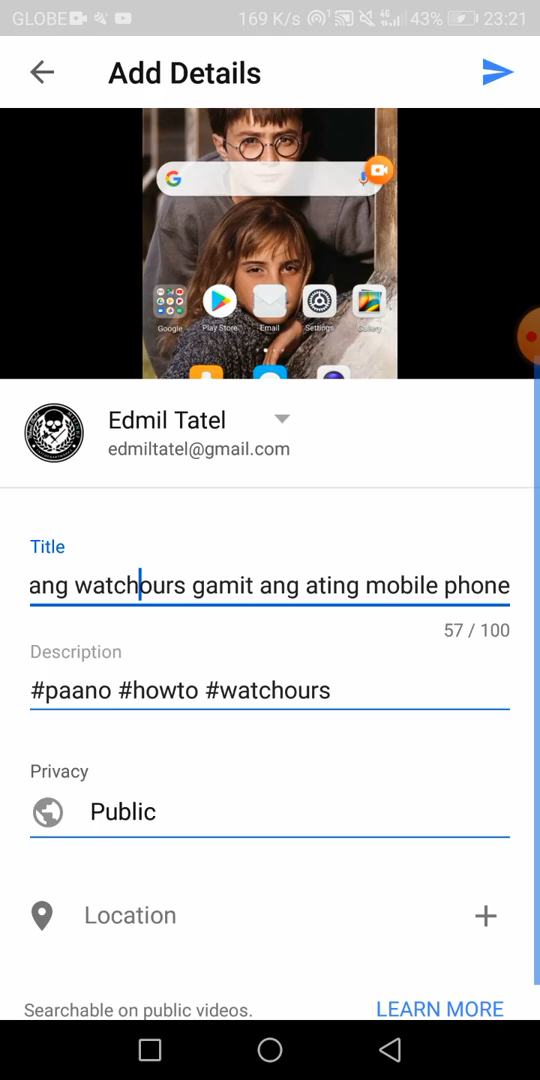 GLOBE 169 K/s 1 4G 43% 23:21
Add Details
Google Play Store Email Settings Gallery
Edmil Tatel
edmiltatel@gmail.com
Title
ang watchours gamit ang ating mobile phone
57 / 100
Description
#paano #howto #watchours
Privacy
Public
Location
Searchable on public videos. LEARN MORE